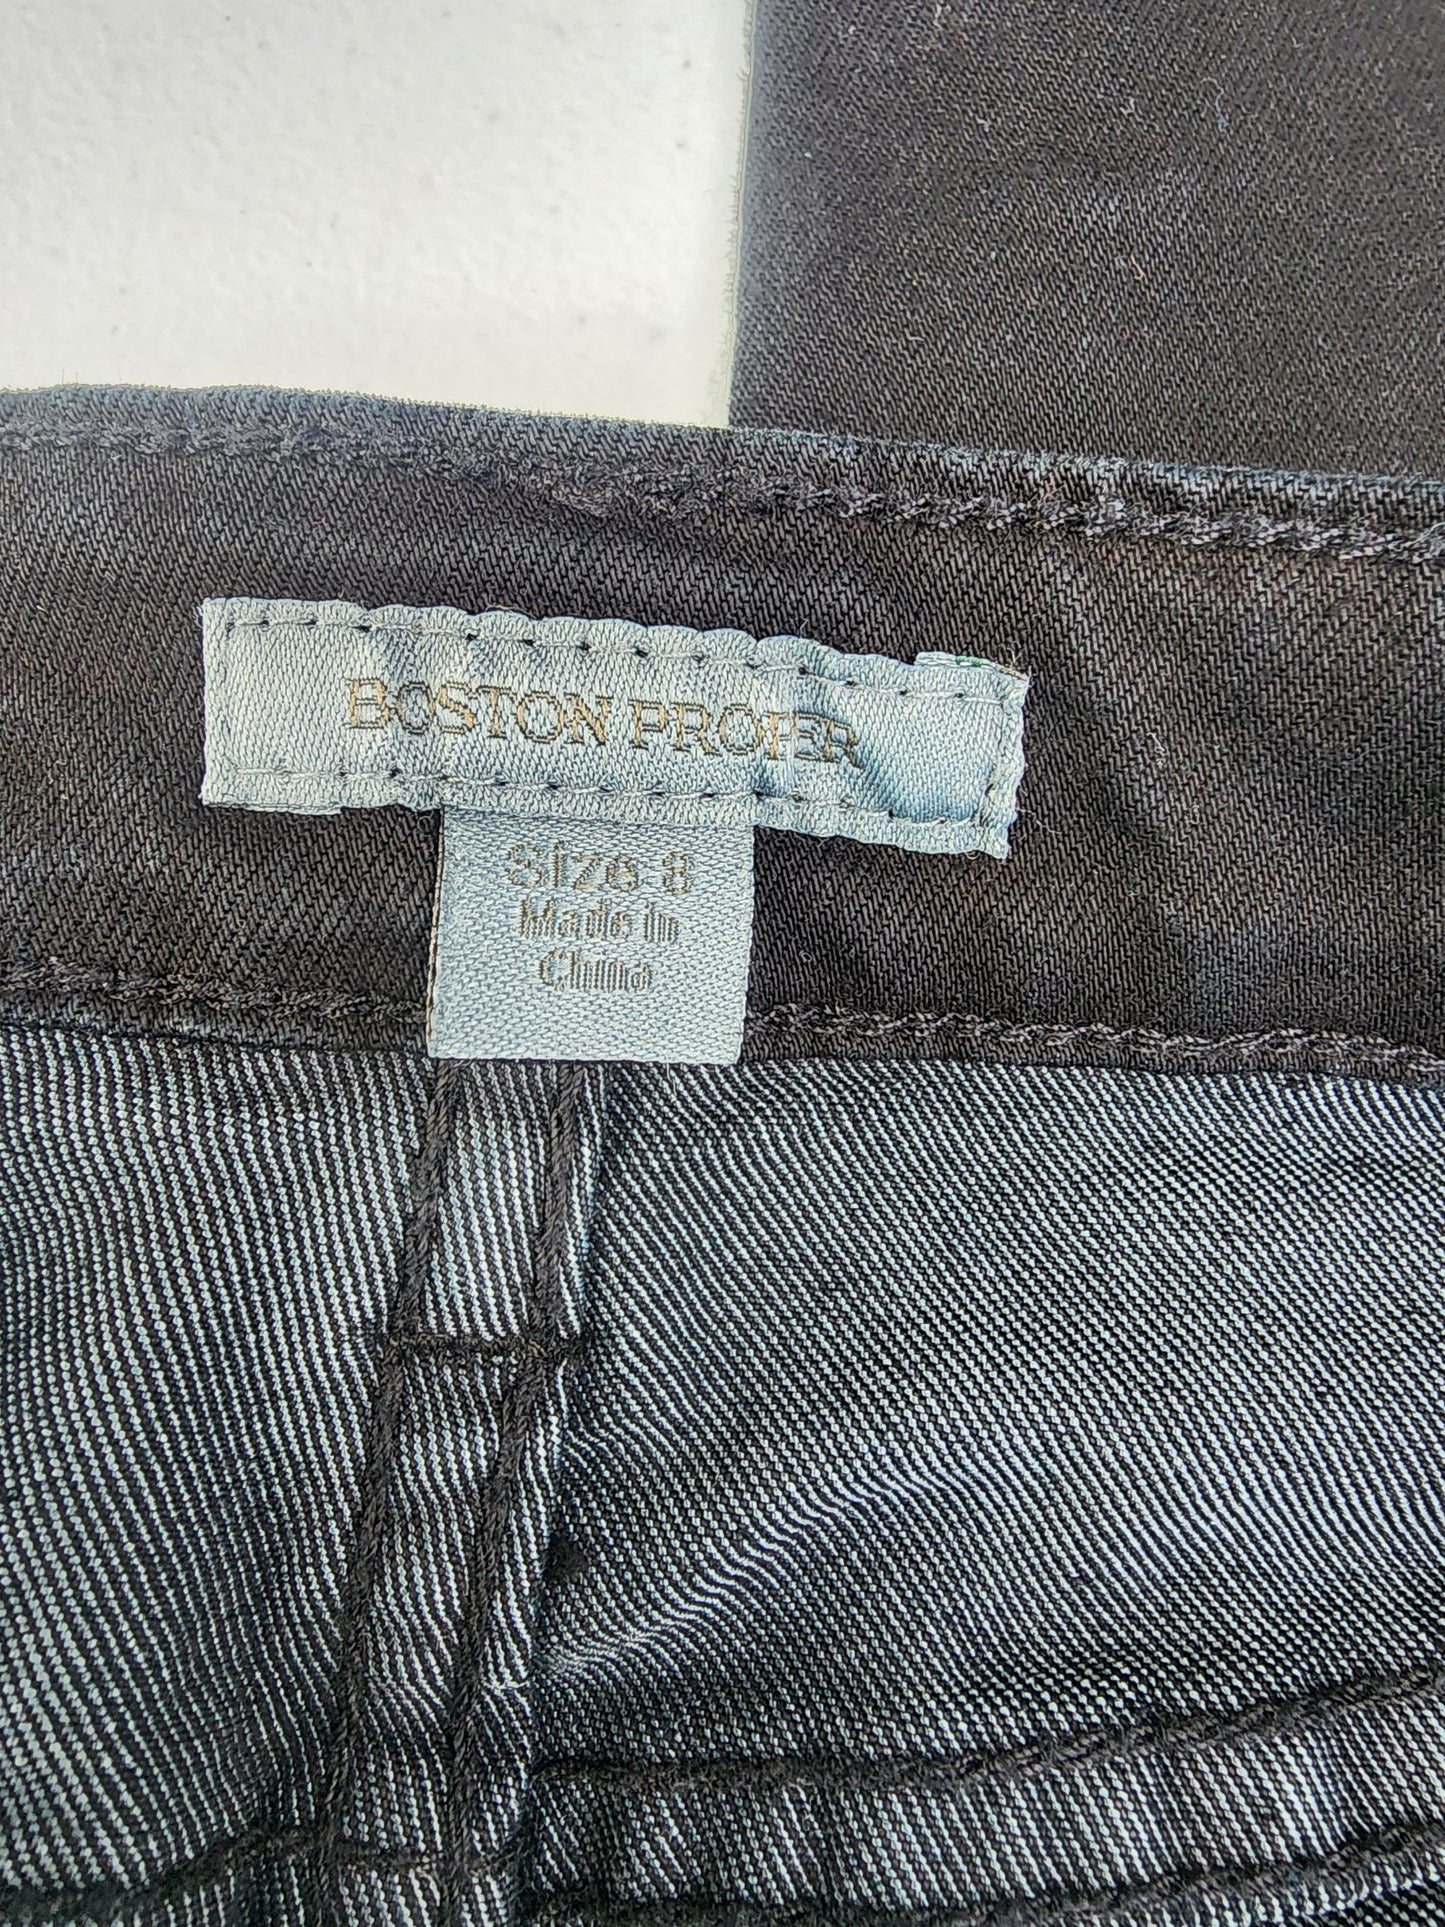 BOSTON PROPER
Size 8
Made in
China